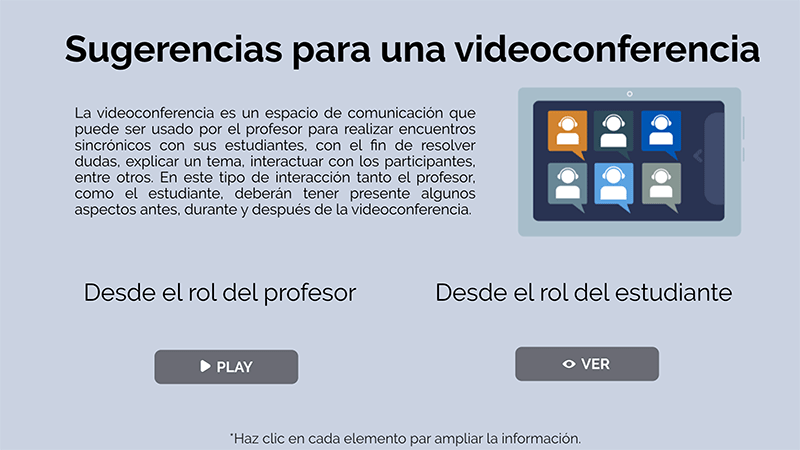 Sugerencias para una videoconferencia
La videoconferencia es un espacio de comunicación que
puede ser usado por el profesor para realizar encuentros
sincrónicos con sus estudiantes, con el fin de resolver
dudas, explicar un tema, interactuar con los participantes,
entre otros. En este tipo de interacción tanto el profesor,
como el estudiante, deberán tener presente algunos
aspectos antes, durante y después de la videoconferencia.
Desde el rol del profesor
Desde el rol del estudiante
PLAY
VER
*Haz clic en cada elemento par ampliar la información.